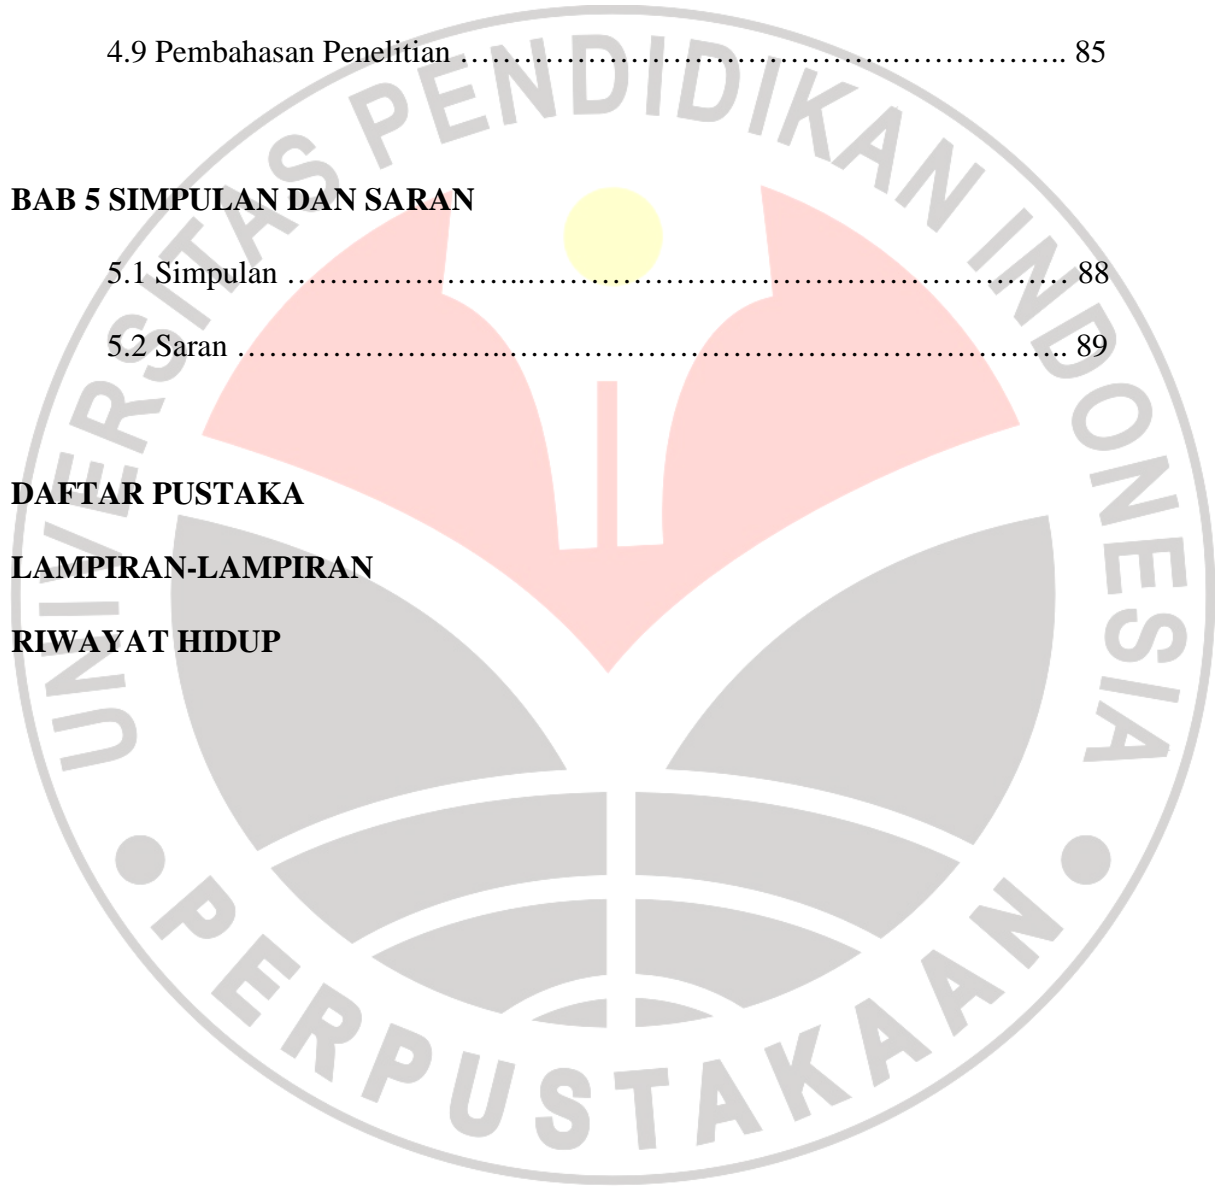 4.9 Pembahasan Penelitian ……………………………………...…………….. 85
BAB 5 SIMPULAN DAN SARAN
5.1 Simpulan …………………..…………………………………………… 88
5.2 Saran ……………………..……………………………………………….. 89
DAFTAR PUSTAKA
LAMPIRAN-LAMPIRAN
RIWAYAT HIDUP
UNIVERSITAS PENDIDIKAN INDONESIA
PERPUSTAKAAN